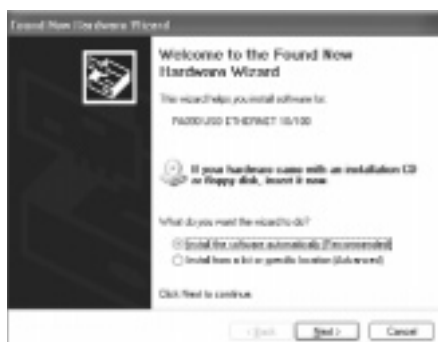 Found New Hardware Wizard
Welcome to the Found New
Hardware Wizard
This wizard helps you install software for:
USB ETHERNET 10/100
If your hardware came with an installation CD
or floppy disk, insert it now.
What do you want the wizard to do?
Install the software automatically (Recommended)
Install from a list or specific location (Advanced)
Click Next to continue.
< Back
Next >
Cancel